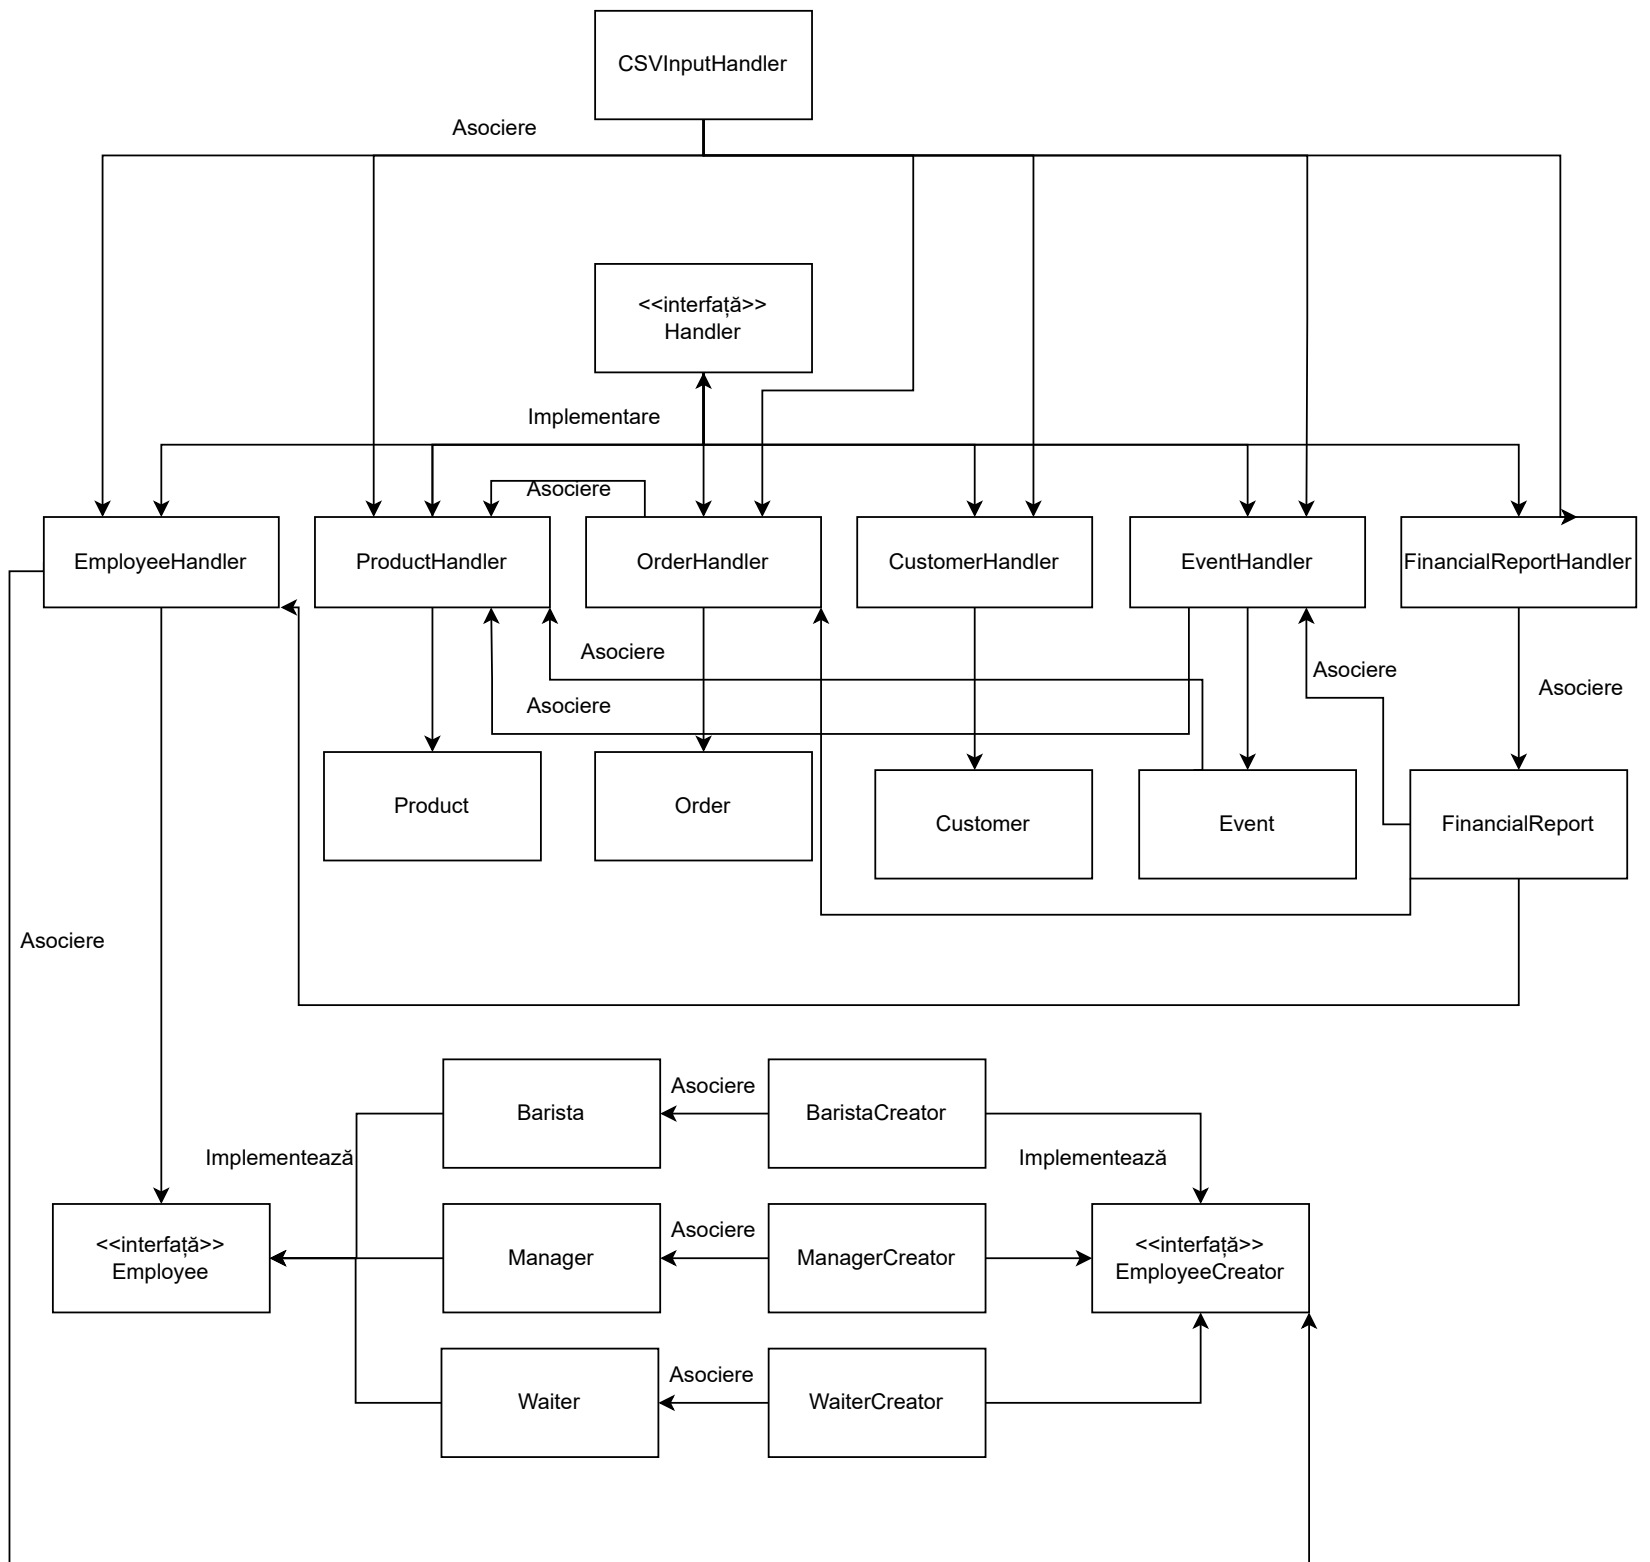 CSVInputHandler
Asociere
<<interfață>>
Handler
Implementare
Asociere
EmployeeHandler
ProductHandler
OrderHandler
CustomerHandler
EventHandler
FinancialReportHandler
Asociere
Asociere
Asociere
Asociere
Product
Order
Customer
Event
FinancialReport
Asociere
Barista
Asociere
BaristaCreator
Implementează
Implementează
<<interfață>>
Employee
Manager
Asociere
ManagerCreator
<<interfață>>
EmployeeCreator
Waiter
Asociere
WaiterCreator